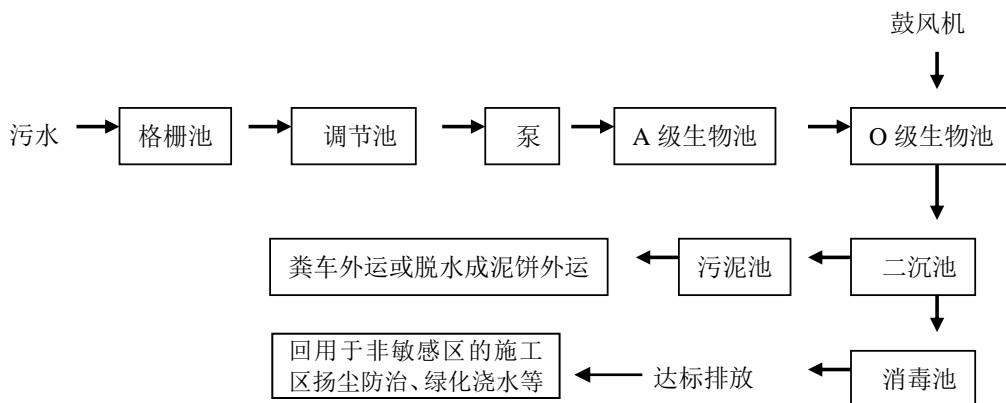 鼓风机
污水
格栅池
调节池
泵
A 级生物池
O 级生物池
粪车外运或脱水成泥饼外运
污泥池
二沉池
回用于非敏感区的施工
区扬尘防治、绿化浇水等
达标排放
消毒池